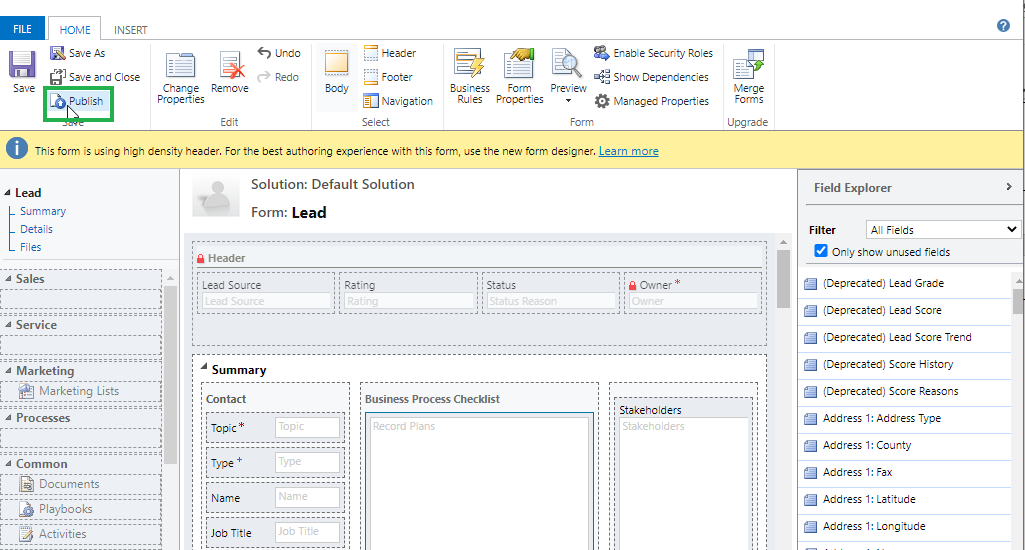 FILE HOME INSERT
Save
Save As
Save and Close
Publish
Save
Change Properties
Remove
Undo
Redo
Edit
Body
Header
Footer
Navigation
Select
Business Rules
Form Properties
Preview
Enable Security Roles
Show Dependencies
Managed Properties
Form
Merge Forms
Upgrade
This form is using high density header. For the best authoring experience with this form, use the new form designer. Learn more
Lead
Summary
Details
Files
Sales
Service
Marketing
Marketing Lists
Processes
Common
Documents
Playbooks
Activities
Solution: Default Solution
Form: Lead
Header
Lead Source Rating Status Owner *
Lead Source Rating Status Reason Owner
Summary
Contact
Topic * Topic
Type + Type
Name Name
Job Title Job Title
Business Process Checklist
Record Plans
Stakeholders
Stakeholders
Field Explorer
Filter All Fields
Only show unused fields
(Deprecated) Lead Grade
(Deprecated) Lead Score
(Deprecated) Lead Score Trend
(Deprecated) Score History
(Deprecated) Score Reasons
Address 1: Address Type
Address 1: County
Address 1: Fax
Address 1: Latitude
Address 1: Longitude